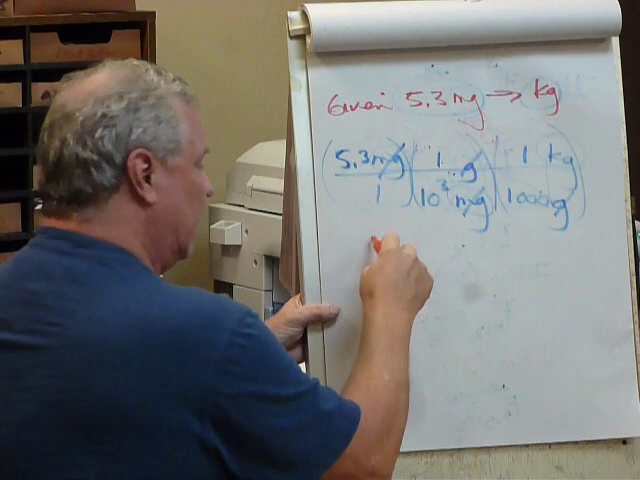 Given 5.3 mg → kg
(5.3 mg / 1) (1 g / 10³ mg) (1 kg / 1000 g)